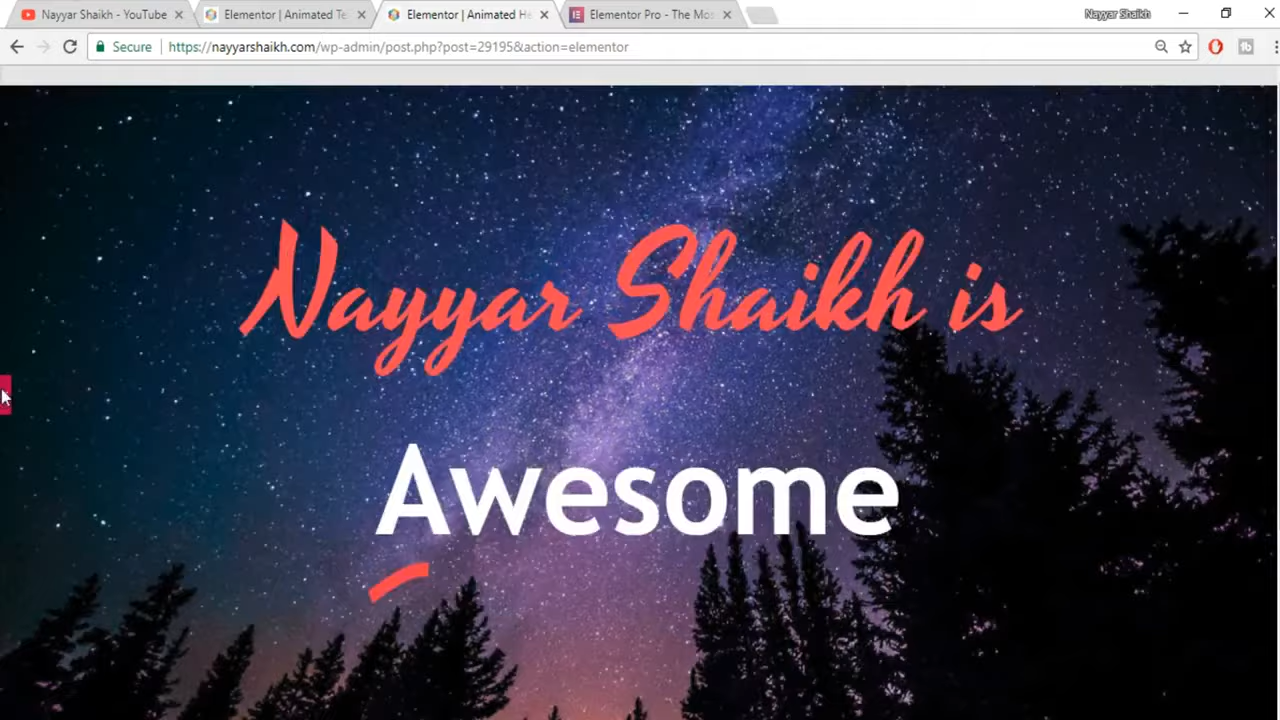 Nayyar Shaikh - YouTube
Elementor | Animated Te
Elementor | Animated He
Elementor Pro - The Mos
Nayyar Shaikh
Secure
https://nayyarshaikh.com/wp-admin/post.php?post=29195&action=elementor
Nayyar Shaikh is
Awesome